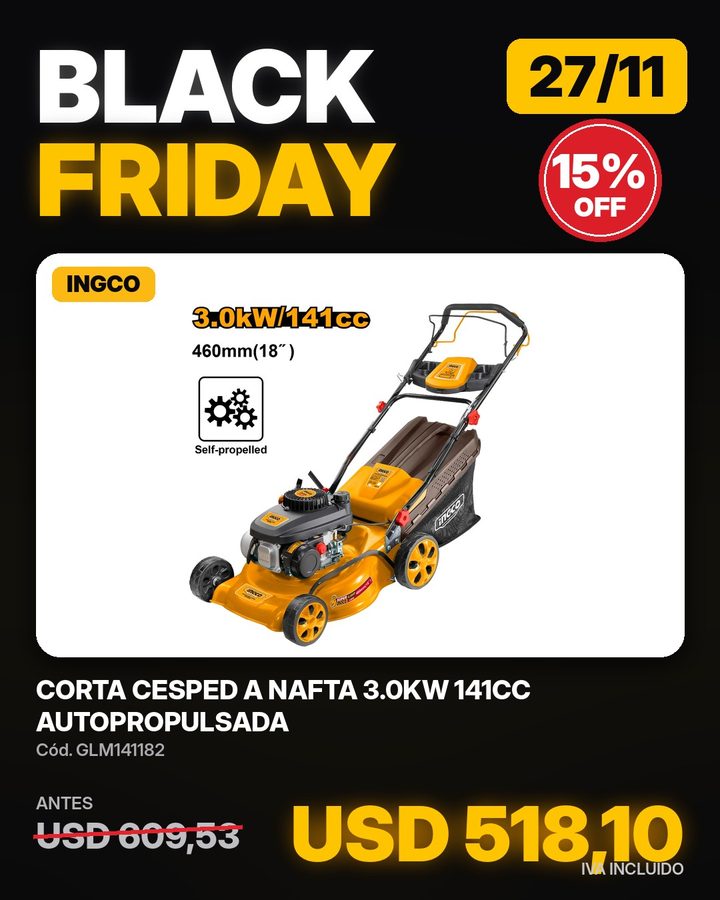 BLACK
FRIDAY
27/11
15%
OFF
INGCO
3.0kW/141cc
460mm(18″)
Self-propelled
INGCO
INGCO
CORTA CESPED A NAFTA 3.0KW 141CC
AUTOPROPULSADA
Cód. GLM141182
ANTES
USD 609,53
USD 518,10
IVA INCLUIDO